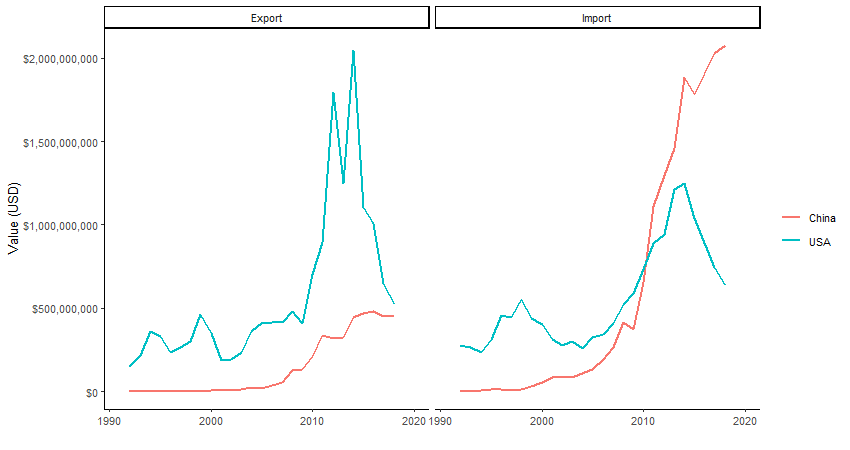 Export
Import
Value (USD)
$2,000,000,000
$1,500,000,000
$1,000,000,000
$500,000,000
$0
1990 2000 2010 2020
1990 2000 2010 2020
China
USA